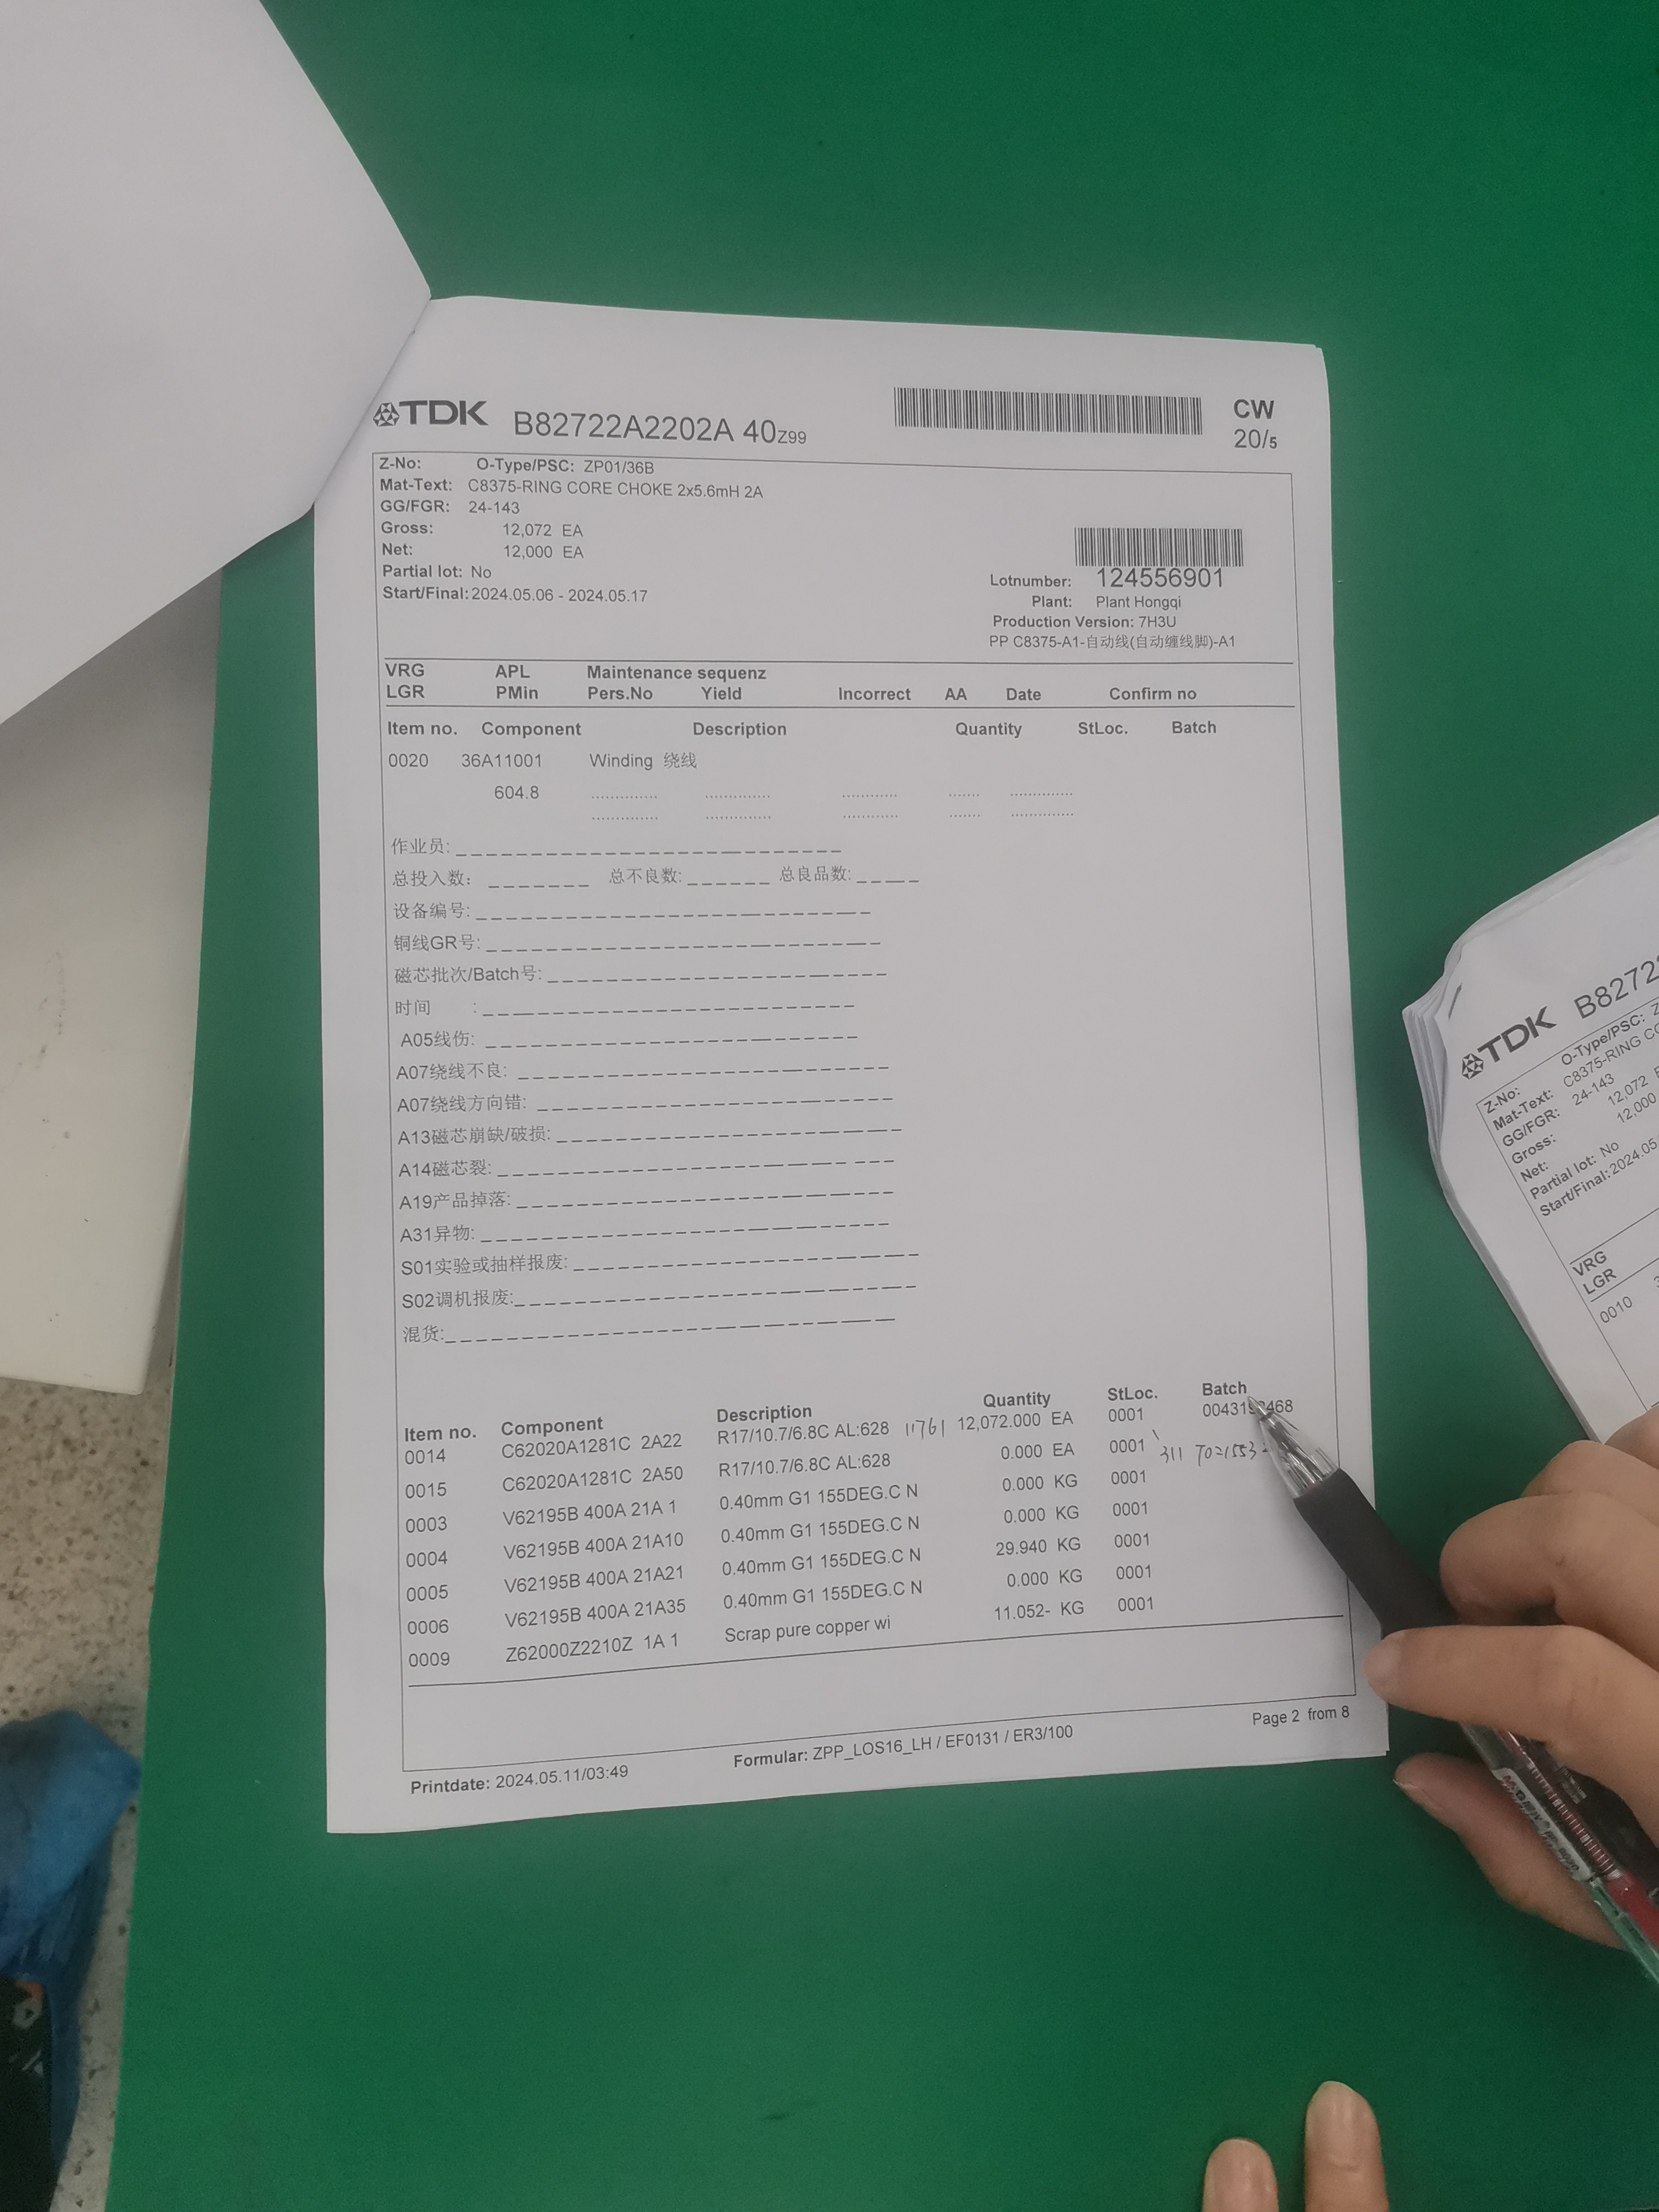 TDK B82722A2202A 40Z99
CW
20/5
Z-No: O-Type/PSC: ZP01/36B
Mat-Text: C8375-RING CORE CHOKE 2x5.6mH 2A
GG/FGR: 24-143
Gross: 12,072 EA
Net: 12,000 EA
Partial lot: No
Start/Final: 2024.05.06 - 2024.05.17
Lotnumber: 124556901
Plant: Plant Hongqi
Production Version: 7H3U
PP C8375-A1-自动线(自动缠线脚)-A1
VRG APL Maintenance sequenz
LGR PMin Pers.No Yield Incorrect AA Date Confirm no
Item no. Component Description Quantity StLoc. Batch
0020 36A11001 Winding 绕线
604.8
作业员:
总投入数: 总不良数: 总良品数:
设备编号:
铜线GR号:
磁芯批次/Batch号:
时间 :
A05线伤:
A07绕线不良:
A07绕线方向错:
A13磁芯崩缺/破损:
A14磁芯裂:
A19产品掉落:
A31异物:
S01实验或抽样报废:
S02调机报废:
混货:
Item no. Component Description Quantity StLoc. Batch
0014 C62020A1281C 2A22 R17/10.7/6.8C AL:628 11761 12,072.000 EA 0001
0015 C62020A1281C 2A50 R17/10.7/6.8C AL:628 0.000 EA 0001 311
0003 V62195B 400A 21A 1 0.40mm G1 155DEG.C N 0.000 KG 0001
0004 V62195B 400A 21A10 0.40mm G1 155DEG.C N 0.000 KG 0001
0005 V62195B 400A 21A21 0.40mm G1 155DEG.C N 29.940 KG 0001
0006 V62195B 400A 21A35 0.40mm G1 155DEG.C N 0.000 KG 0001
0009 Z62000Z2210Z 1A 1 Scrap pure copper wi 11.052- KG 0001
Printdate: 2024.05.11/03:49 Formular: ZPP_LOS16_LH / EF0131 / ER3/100 Page 2 from 8
TDK B8272
Z-No: O-Type/PSC:
Mat-Text: C8375-RING
GG/FGR: 24-143
Gross: 12,072
Net: 12,000
Partial lot: No
Start/Final: 2024.05
VRG
LGR
0010